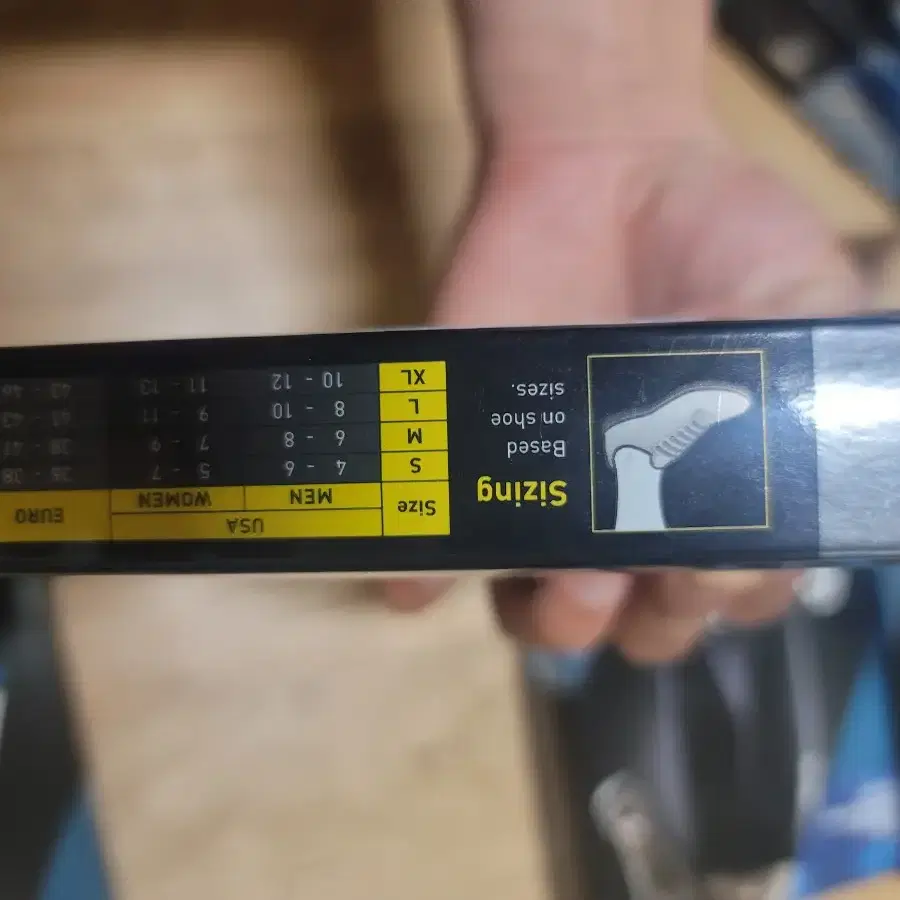 Sizing
Based
on shoe
sizes.
Size USA EURO
MEN WOMEN
S 4 - 6 5 - 7
M 6 - 8 7 - 9
L 8 - 10 9 - 11
XL 10 - 12 11 - 13